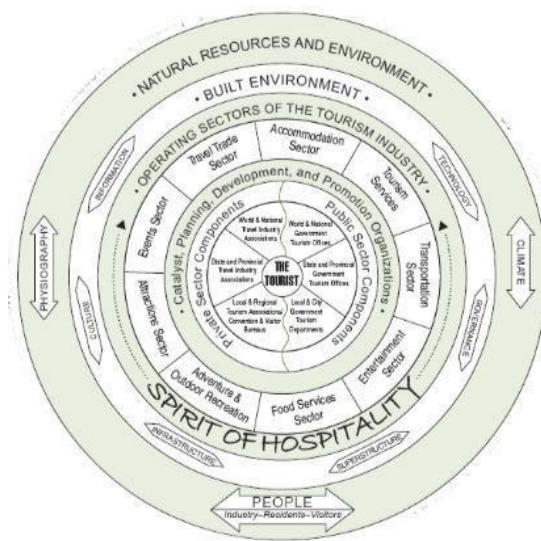 • NATURAL RESOURCES AND ENVIRONMENT •
• BUILT ENVIRONMENT •
• OPERATING SECTORS OF THE TOURISM INDUSTRY •
Travel Trade
Sector
Accommodation
Sector
Tourism
Services
Transportation
Sector
Entertainment
Sector
Food Services
Sector
Adventure &
Outdoor Recreation
Attractions Sector
Events Sector
• Catalyst, Planning, Development, and Promotion Organizations •
Private Sector Components
Public Sector Components
World & National
Travel Industry
Associations
World & National
Government
Tourism Offices
State and Provincial
Travel Industry
Associations
THE
TOURIST
State and Provincial
Government
Tourism Offices
Local & Regional
Tourism Associations/
Convention & Visitor
Bureaus
Local & City
Government
Tourism
Departments
SPIRIT OF HOSPITALITY
INFORMATION
TECHNOLOGY
PHYSIOGRAPHY
CLIMATE
CULTURE
GOVERNANCE
INFRASTRUCTURE
SUPERSTRUCTURE
PEOPLE
Industry–Residents–Visitors